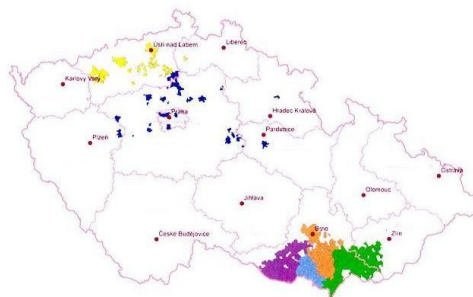 Ústí nad Labem
Liberec
Karlovy Vary
Praha
Hradec Králové
Pardubice
Plzeň
Ostrava
Olomouc
Jihlava
Brno
Zlín
České Budějovice